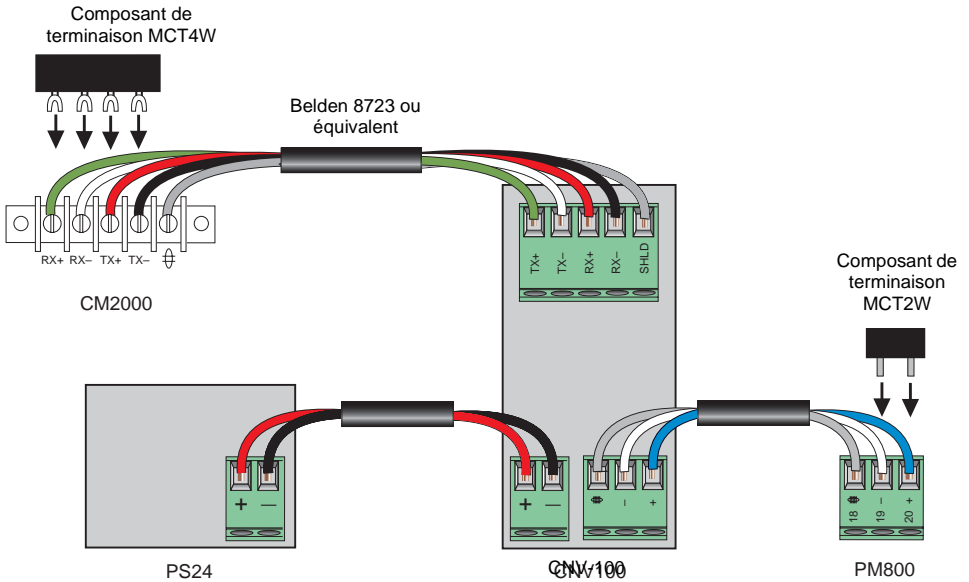 Composant de
terminaison MCT4W
Belden 8723 ou
équivalent
RX+ RX– TX+ TX–
CM2000
TX+
TX–
RX+
RX–
SHLD
Composant de
terminaison
MCT2W
+ –
+ –
– +
18
19 –
20 +
PS24
CNV-100
CNV100
PM800